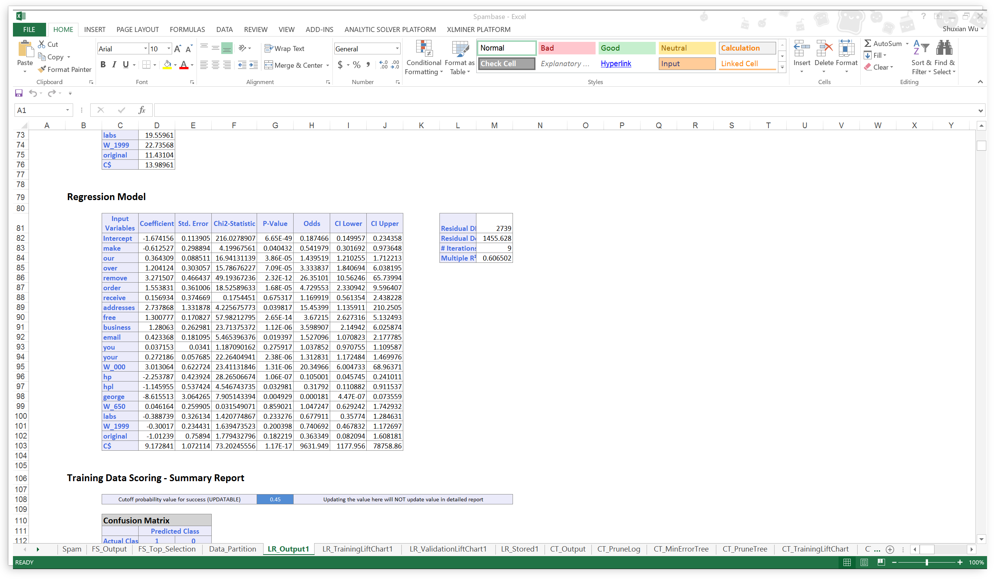 Spambase - Excel
FILE HOME INSERT PAGE LAYOUT FORMULAS DATA REVIEW VIEW ADD-INS ANALYTIC SOLVER PLATFORM XLMINER PLATFORM Shuxian Wu
Paste Cut Copy Format Painter Clipboard
Arial 10 B I U A Font
Wrap Text Merge & Center Alignment
General $ % , Number
Conditional Formatting Format as Table
Normal Bad Good Neutral Calculation
Check Cell Explanatory ... Hyperlink Input Linked Cell
Styles
Insert Delete Format Cells
AutoSum Fill Clear Sort & Filter Find & Select Editing
A1 fx
A B C D E F G H I J K L M N O P Q R S T U V W X Y
73 labs 19.55961
74 W_1999 22.73568
75 original 11.43104
76 C$ 13.98961
77
78
79 Regression Model
80
81 Input Variables Coefficient Std. Error Chi2-Statistic P-Value Odds CI Lower CI Upper Residual 2739
82 Intercept -1.674156 0.113905 216.0278907 6.65E-49 0.187466 0.149957 0.234358 Residual 1455.628
83 make -0.612527 0.298894 4.19967561 0.040432 0.541979 0.301692 0.973648 # Iterations 9
84 our 0.364309 0.088511 16.94131139 3.86E-05 1.439519 1.210255 1.712213 Multiple R² 0.606502
85 over 1.204124 0.303057 15.78676227 7.09E-05 3.333837 1.840694 6.038195
86 remove 3.271507 0.466437 49.19367236 2.32E-12 26.35101 10.56246 65.73994
87 order 1.553831 0.361006 18.52589633 1.68E-05 4.729553 2.330942 9.596407
88 receive 0.156934 0.374669 0.1754451 0.675317 1.169919 0.561354 2.438228
89 addresses 2.737868 1.331878 4.225675773 0.039817 15.45399 1.135911 210.2505
90 free 1.300777 0.170827 57.98212795 2.65E-14 3.67215 2.627316 5.132493
91 business 1.28063 0.262981 23.71375372 1.12E-06 3.598907 2.14942 6.025874
92 email 0.423368 0.181095 5.465396376 0.019397 1.527096 1.070823 2.177785
93 you 0.037153 0.0341 1.187090162 0.275917 1.037852 0.970755 1.109587
94 your 0.272186 0.057685 22.26404941 2.38E-06 1.312831 1.172484 1.469976
95 W_000 3.013064 0.622724 23.41131846 1.31E-06 20.34966 6.004733 68.96371
96 hp -2.253787 0.423924 28.26506674 1.06E-07 0.105001 0.045745 0.241011
97 hpl -1.145955 0.537424 4.546743735 0.032981 0.31792 0.110882 0.911537
98 george -8.615513 3.064265 7.905143394 0.004929 0.000181 4.47E-07 0.073559
99 W_650 0.046164 0.259905 0.031549071 0.859021 1.047247 0.629242 1.742932
100 labs -0.388739 0.326134 1.420774867 0.233276 0.677911 0.35774 1.284631
101 W_1999 -0.30017 0.234431 1.639473523 0.200398 0.740692 0.467832 1.172697
102 original -1.01239 0.75894 1.779432796 0.182219 0.363349 0.082094 1.608181
103 C$ 9.172841 1.072114 73.20245556 1.17E-17 9631.949 1177.956 78758.86
104
105
106 Training Data Scoring - Summary Report
107
108 Cutoff probability value for success (UPDATABLE) 0.45 Updating the value here will NOT update value in detailed report
109
110 Confusion Matrix
111 Predicted Class
112 Actual Clas 1 0
Spam FS_Output FS_Top_Selection Data_Partition LR_Output1 LR_TrainingLiftChart1 LR_ValidationLiftChart1 LR_Stored1 CT_Output CT_PruneLog CT_MinErrorTree CT_PruneTree CT_TrainingLiftChart C ...
READY 100%